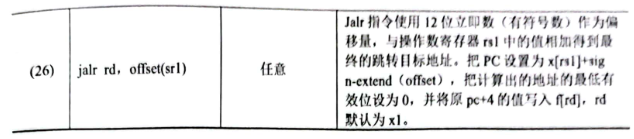 (26)
jalr rd，offset(sr1)
任意
Jalr 指令使用 12 位立即数（有符号数）作为偏
移量，与操作数寄存器 rs1 中的值相加得到最
终的跳转目标地址。把 PC 设置为 x[rs1]+sig
n-extend（offset），把计算出的地址的最低有
效位设为 0，并将原 pc+4 的值写入 f[rd]，rd
默认为 x1。